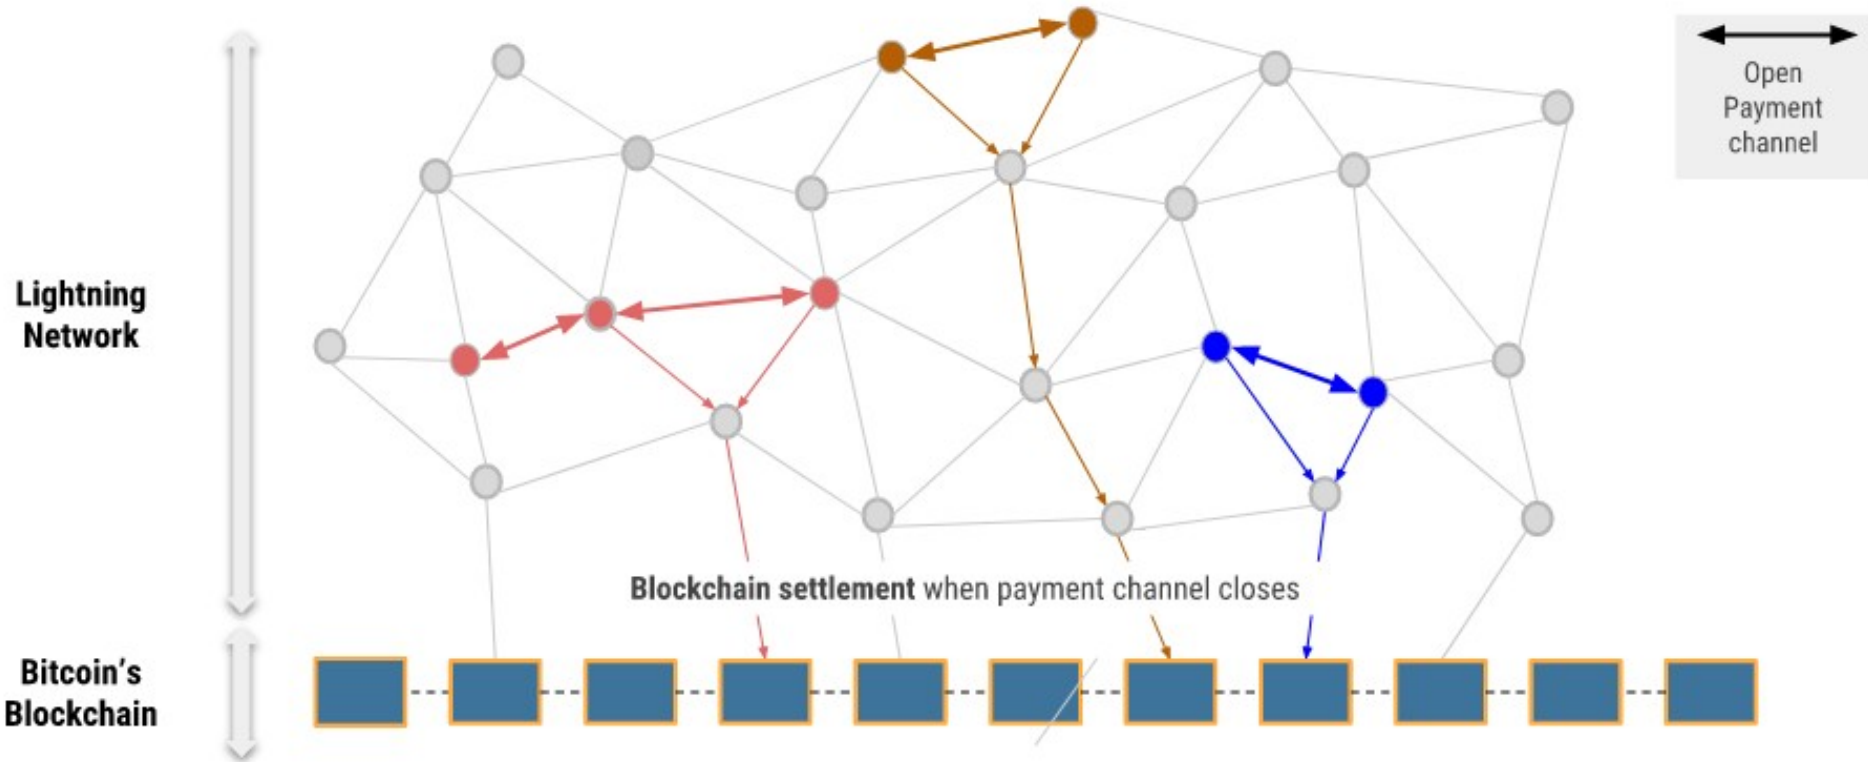 Open
Payment
channel
Lightning
Network
Blockchain settlement when payment channel closes
Bitcoin’s
Blockchain